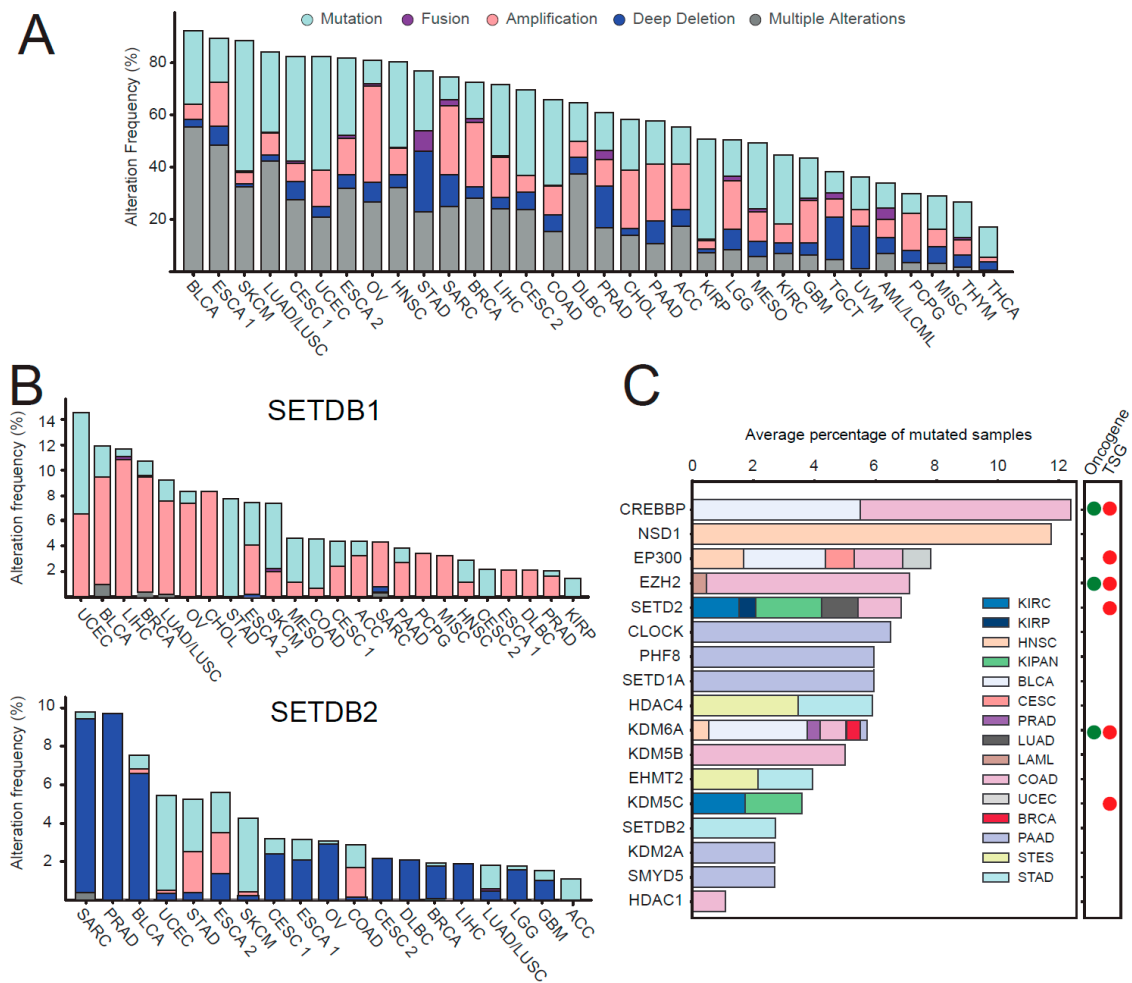 A
Mutation Fusion Amplification Deep Deletion Multiple Alterations
Alteration Frequency (%)
80
60
40
20
BLCA ESCA 1 SKCM LUAD/LUSC CESC 1 UCEC ESCA 2 OV HNSC STAD SARC BRCA LIHC CESC 2 COAD DLBC PRAD CHOL PAAD ACC KIRP LGG MESO KIRC GBM TGCT UVM AML/LCML PCPG MISC THYM THCA
B
SETDB1
Alteration frequency (%)
14
12
10
8
6
4
2
UCEC BLCA LIHC BRCA LUAD/LUSC OV CHOL STAD ESCA 2 SKCM MESO COAD CESC 1 ACC SARC PAAD PCPG MISC HNSC CESC 2 ESCA 1 DLBC PRAD KIRP
SETDB2
Alteration frequency (%)
10
8
6
4
2
SARC PRAD BLCA UCEC STAD ESCA 2 SKCM CESC 1 ESCA 1 OV COAD CESC 2 DLBC BRCA LIHC LUAD/LUSC LGG GBM ACC
C
Average percentage of mutated samples
0 2 4 6 8 10 12
Oncogene
TSG
CREBBP
NSD1
EP300
EZH2
SETD2
CLOCK
PHF8
SETD1A
HDAC4
KDM6A
KDM5B
EHMT2
KDM5C
SETDB2
KDM2A
SMYD5
HDAC1
KIRC
KIRP
HNSC
KIPAN
BLCA
CESC
PRAD
LUAD
LAML
COAD
UCEC
BRCA
PAAD
STES
STAD